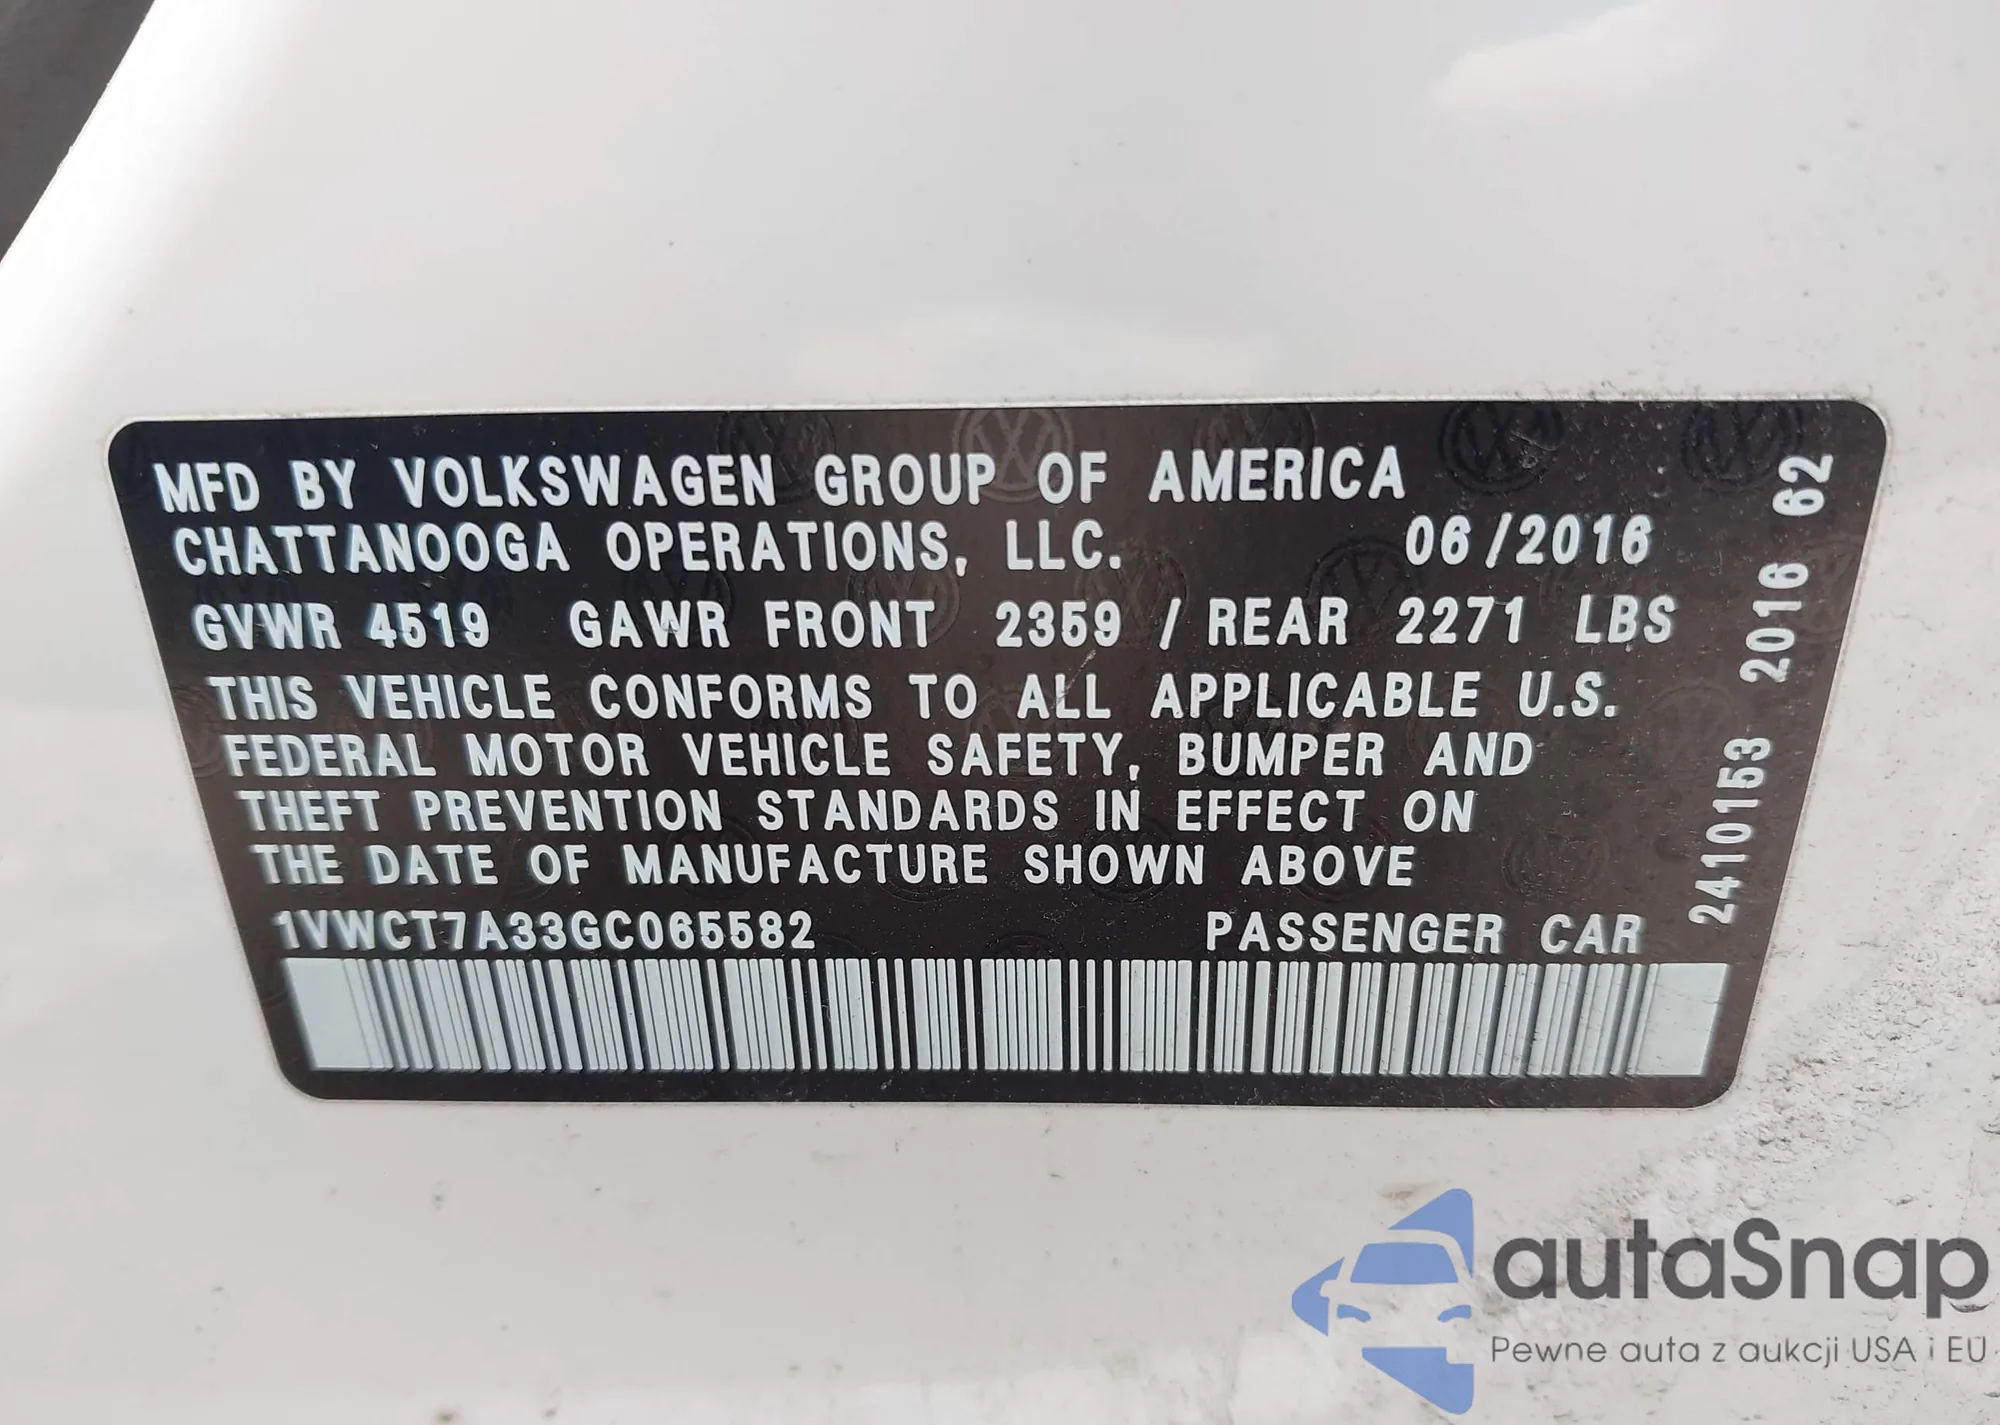 MFD BY VOLKSWAGEN GROUP OF AMERICA
CHATTANOOGA OPERATIONS, LLC. 06/2016
GVWR 4519 GAWR FRONT 2359 / REAR 2271 LBS
THIS VEHICLE CONFORMS TO ALL APPLICABLE U.S.
FEDERAL MOTOR VEHICLE SAFETY, BUMPER AND
THEFT PREVENTION STANDARDS IN EFFECT ON
THE DATE OF MANUFACTURE SHOWN ABOVE
1VWCT7A33GC065582 PASSENGER CAR
2410153 2016 62
autaSnap
Pewne auta z aukcji USA i EU